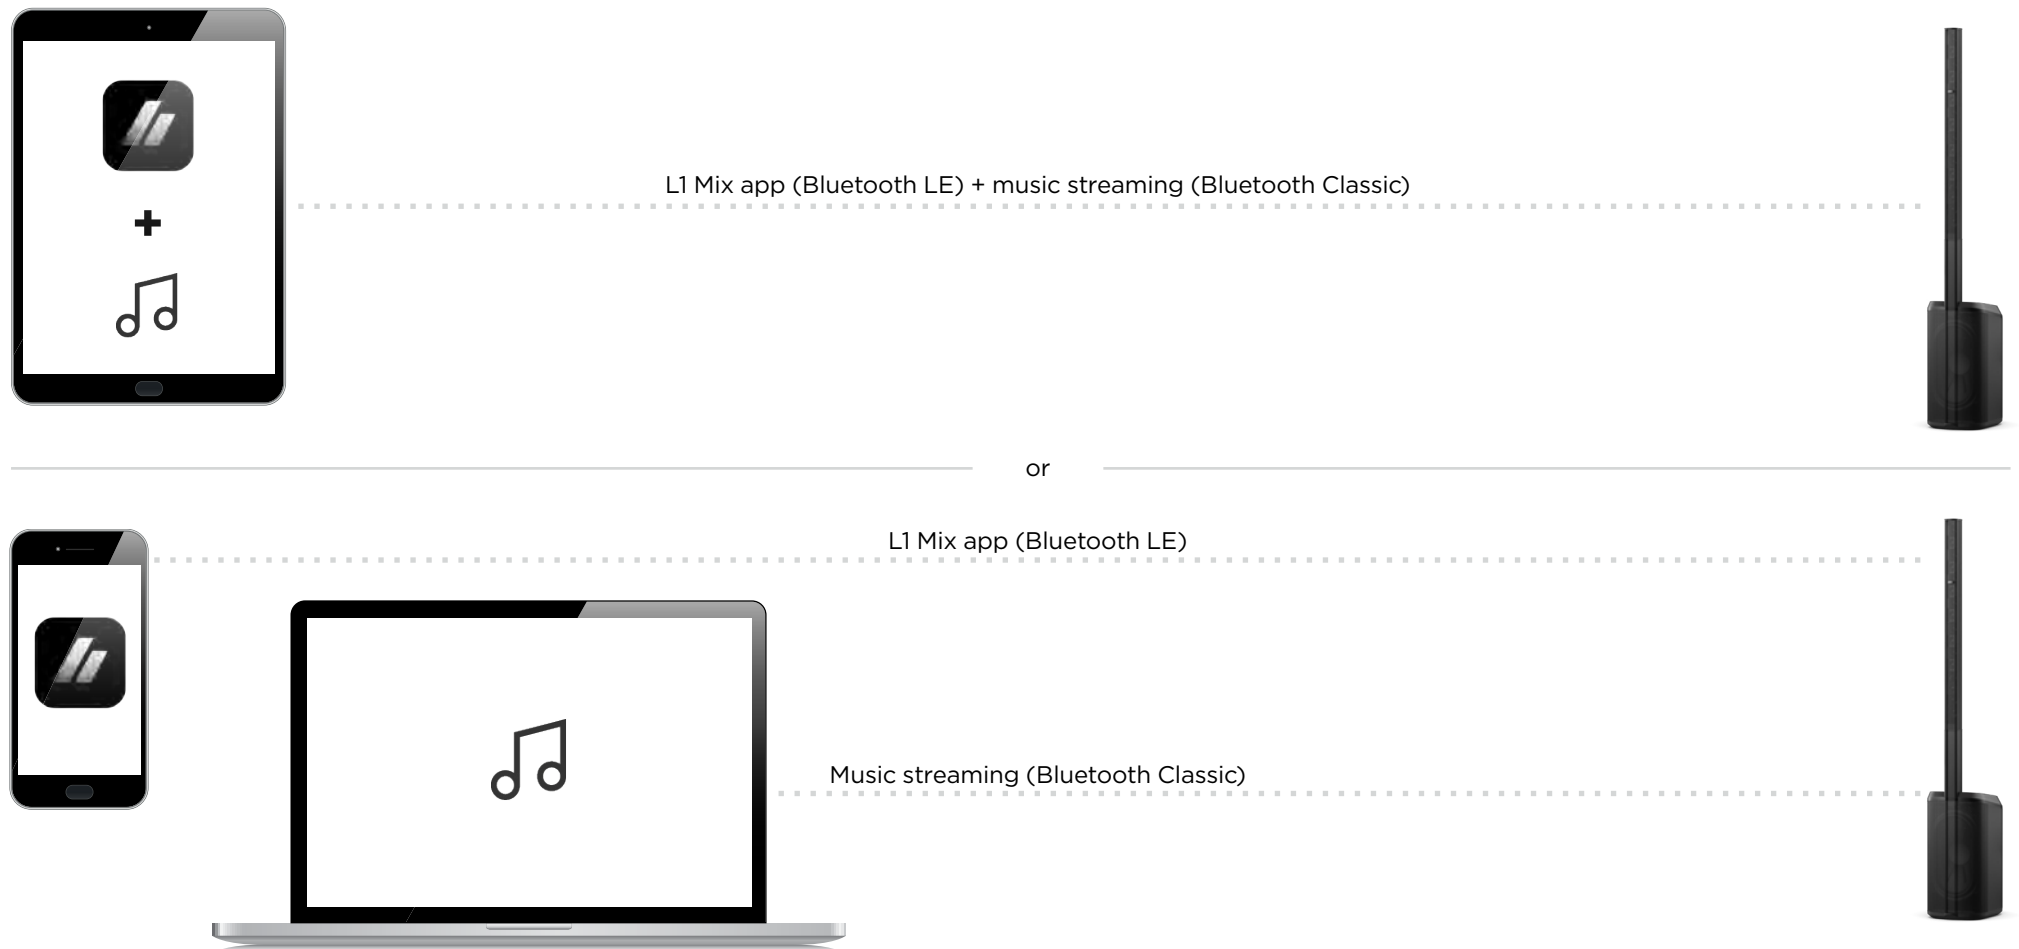 L1 Mix app (Bluetooth LE) + music streaming (Bluetooth Classic)
or
L1 Mix app (Bluetooth LE)
Music streaming (Bluetooth Classic)